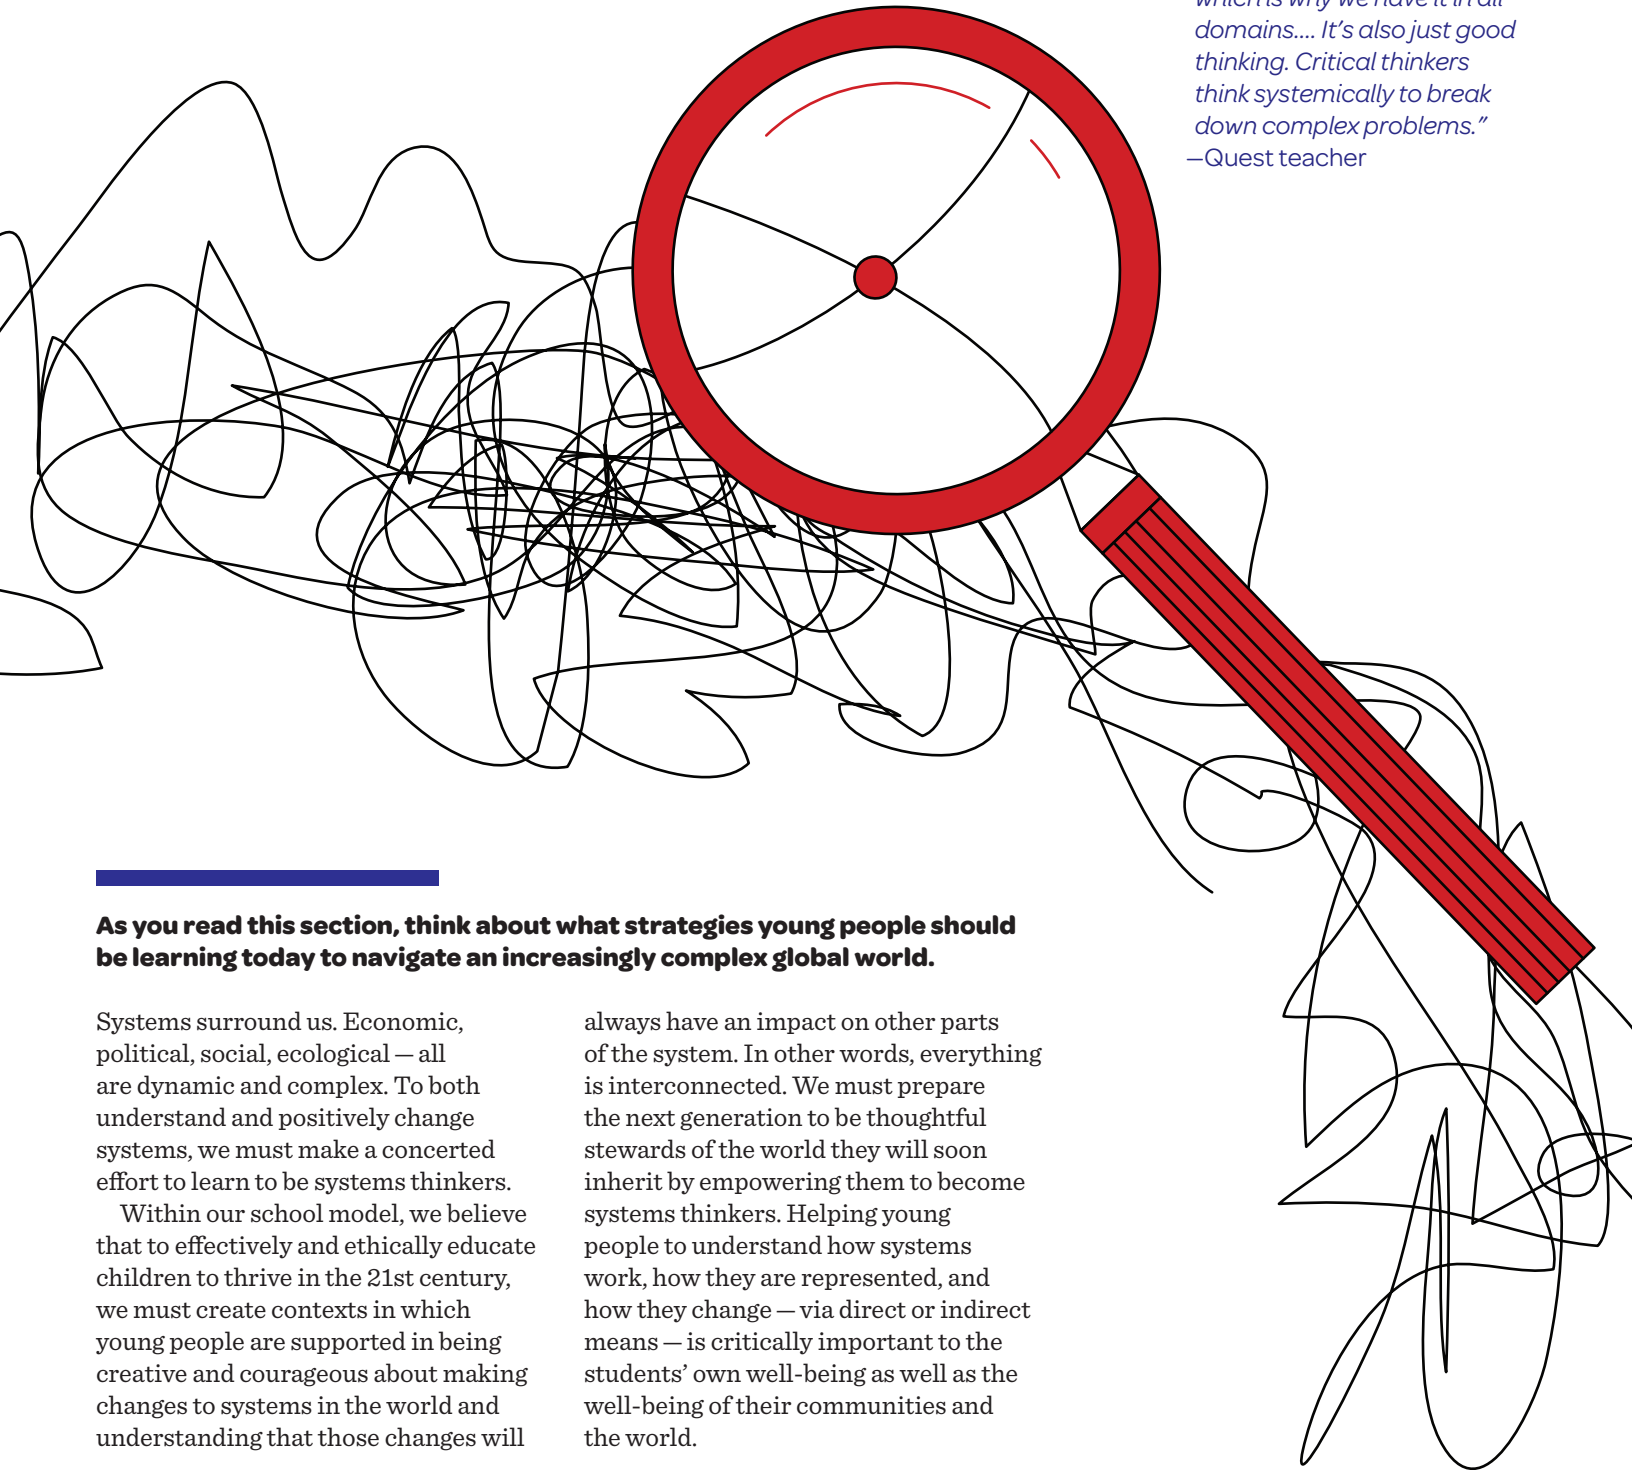 which is why we have it in all
domains.... It's also just good
thinking. Critical thinkers
think systemically to break
down complex problems.”
—Quest teacher
As you read this section, think about what strategies young people should
be learning today to navigate an increasingly complex global world.
Systems surround us. Economic,
political, social, ecological — all
are dynamic and complex. To both
understand and positively change
systems, we must make a concerted
effort to learn to be systems thinkers.
Within our school model, we believe
that to effectively and ethically educate
children to thrive in the 21st century,
we must create contexts in which
young people are supported in being
creative and courageous about making
changes to systems in the world and
understanding that those changes will
always have an impact on other parts
of the system. In other words, everything
is interconnected. We must prepare
the next generation to be thoughtful
stewards of the world they will soon
inherit by empowering them to become
systems thinkers. Helping young
people to understand how systems
work, how they are represented, and
how they change — via direct or indirect
means — is critically important to the
students’ own well-being as well as the
well-being of their communities and
the world.